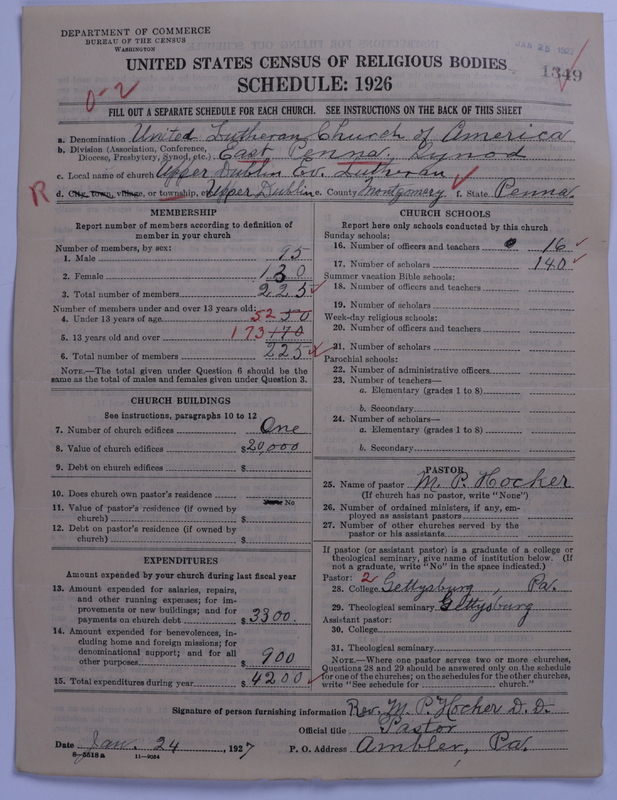 DEPARTMENT OF COMMERCE
BUREAU OF THE CENSUS
WASHINGTON
JAN 25 1927
1349
UNITED STATES CENSUS OF RELIGIOUS BODIES
SCHEDULE: 1926
0-2
FILL OUT A SEPARATE SCHEDULE FOR EACH CHURCH. SEE INSTRUCTIONS ON THE BACK OF THIS SHEET
a. Denomination United Lutheran Church of America
b. Division (Association, Conference, Diocese, Presbytery, Synod, etc.) East Penna. Synod
c. Local name of church Upper Dublin Ev. Lutheran
R d. City, town, village, or township, or Upper Dublin e. County Montgomery f. State Penna.
MEMBERSHIP
Report number of members according to definition of member in your church
Number of members, by sex:
1. Male 95
2. Female 130
3. Total number of members 225
Number of members under and over 13 years old:
4. Under 13 years of age 52 50
5. 13 years old and over 173 170
6. Total number of members 225
NOTE.—The total given under Question 6 should be the same as the total of males and females given under Question 3.
CHURCH BUILDINGS
See instructions, paragraphs 10 to 12
7. Number of church edifices One
8. Value of church edifices $20,000
9. Debt on church edifices $
10. Does church own pastor's residence No
11. Value of pastor's residence (if owned by church) $
12. Debt on pastor's residence (if owned by church) $
EXPENDITURES
Amount expended by your church during last fiscal year
13. Amount expended for salaries, repairs, and other running expenses; for improvements or new buildings; and for payments on church debt $3300.
14. Amount expended for benevolences, including home and foreign missions; for denominational support; and for all other purposes $900
15. Total expenditures during year $4200
CHURCH SCHOOLS
Report here only schools conducted by this church
Sunday schools:
16. Number of officers and teachers 16
17. Number of scholars 140
Summer vacation Bible schools:
18. Number of officers and teachers
19. Number of scholars
Week-day religious schools:
20. Number of officers and teachers
21. Number of scholars
Parochial schools:
22. Number of administrative officers
23. Number of teachers—
a. Elementary (grades 1 to 8)
b. Secondary
24. Number of scholars—
a. Elementary (grades 1 to 8)
b. Secondary
PASTOR
25. Name of pastor M. P. Hocher
(If church has no pastor, write "None")
26. Number of ordained ministers, if any, employed as assistant pastors
27. Number of other churches served by the pastor or his assistants
If pastor (or assistant pastor) is a graduate of a college or theological seminary, give name of institution below. (If not a graduate, write "No" in the space indicated.)
Pastor: 2
28. College Gettysburg, Pa.
29. Theological seminary Gettysburg
Assistant pastor:
30. College
31. Theological seminary
NOTE.—Where one pastor serves two or more churches, Questions 28 and 29 should be answered only on the schedule for one of the churches; on the schedules for the other churches, write "See schedule for church."
Signature of person furnishing information Rev. M. P. Hocher D. D.
Official title Pastor
Date Jan. 24, 1927 P. O. Address Ambler, Pa.
8-5518a 11-9034